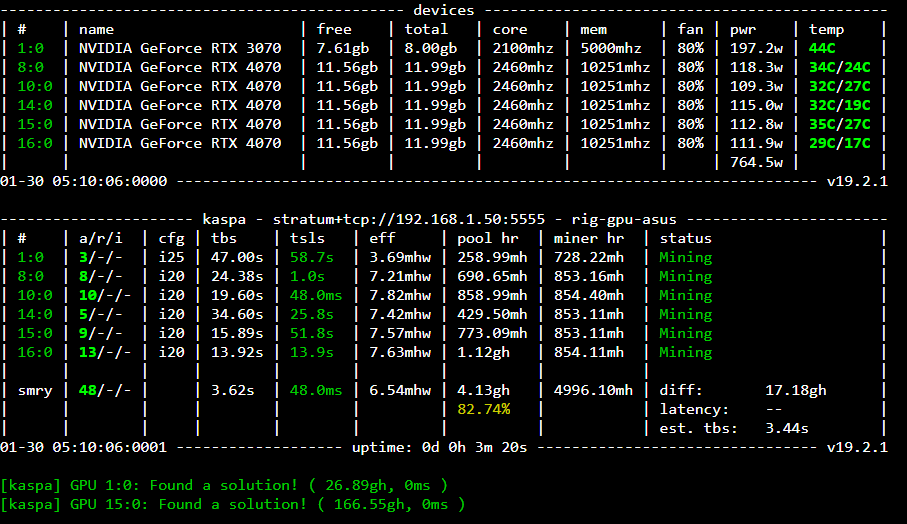 devices
# | name | free | total | core | mem | fan | pwr | temp
1:0 | NVIDIA GeForce RTX 3070 | 7.61gb | 8.00gb | 2100mhz | 5000mhz | 80% | 197.2w | 44C
8:0 | NVIDIA GeForce RTX 4070 | 11.56gb | 11.99gb | 2460mhz | 10251mhz | 80% | 118.3w | 34C/24C
10:0 | NVIDIA GeForce RTX 4070 | 11.56gb | 11.99gb | 2460mhz | 10251mhz | 80% | 109.3w | 32C/27C
14:0 | NVIDIA GeForce RTX 4070 | 11.56gb | 11.99gb | 2460mhz | 10251mhz | 80% | 115.0w | 32C/19C
15:0 | NVIDIA GeForce RTX 4070 | 11.56gb | 11.99gb | 2460mhz | 10251mhz | 80% | 112.8w | 35C/27C
16:0 | NVIDIA GeForce RTX 4070 | 11.56gb | 11.99gb | 2460mhz | 10251mhz | 80% | 111.9w | 29C/17C
764.5w
01-30 05:10:06:0000 v19.2.1
kaspa - stratum+tcp://192.168.1.50:5555 - rig-gpu-asus
# | a/r/i | cfg | tbs | tsls | eff | pool hr | miner hr | status
1:0 | 3/-/- | i25 | 47.00s | 58.7s | 3.69mhw | 258.99mh | 728.22mh | Mining
8:0 | 8/-/- | i20 | 24.38s | 1.0s | 7.21mhw | 690.65mh | 853.16mh | Mining
10:0 | 10/-/- | i20 | 19.60s | 48.0ms | 7.82mhw | 858.99mh | 854.40mh | Mining
14:0 | 5/-/- | i20 | 34.60s | 25.8s | 7.42mhw | 429.50mh | 853.11mh | Mining
15:0 | 9/-/- | i20 | 15.89s | 51.8s | 7.57mhw | 773.09mh | 853.11mh | Mining
16:0 | 13/-/- | i20 | 13.92s | 13.9s | 7.63mhw | 1.12gh | 854.11mh | Mining
smry | 48/-/- | | 3.62s | 48.0ms | 6.54mhw | 4.13gh | 4996.10mh | diff: 17.18gh
82.74% | latency: --
est. tbs: 3.44s
01-30 05:10:06:0001 uptime: 0d 0h 3m 20s v19.2.1
[kaspa] GPU 1:0: Found a solution! ( 26.89gh, 0ms )
[kaspa] GPU 15:0: Found a solution! ( 166.55gh, 0ms )